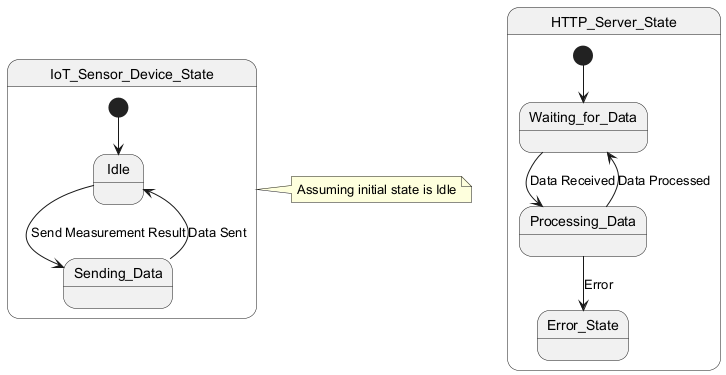 IoT_Sensor_Device_State
Idle
Send Measurement Result
Data Sent
Sending_Data
Assuming initial state is Idle
HTTP_Server_State
Waiting_for_Data
Data Received
Data Processed
Processing_Data
Error
Error_State